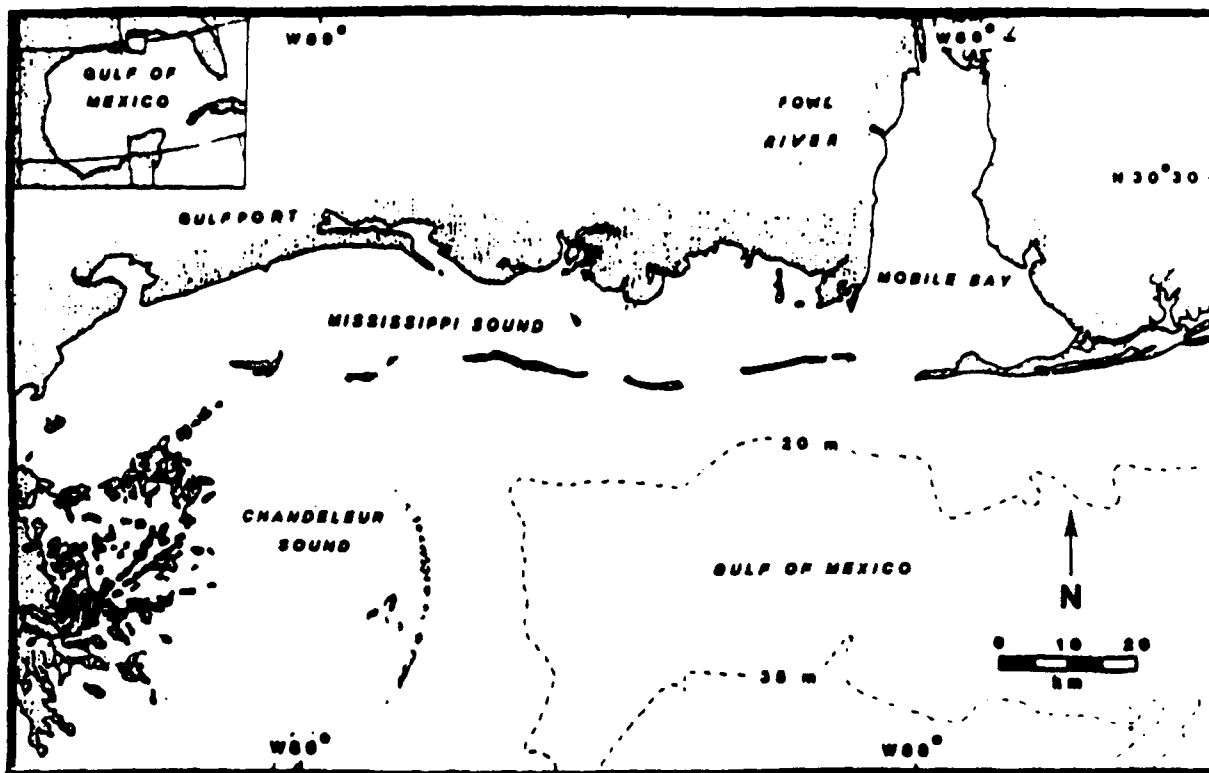 W89°
W88°
GULF OF
MEXICO
FOWL
RIVER
N 30°30
GULFPORT
MOBILE BAY
MISSISSIPPI SOUND
20 m
CHANDELEUR
SOUND
GULF OF MEXICO
N
0 10 20
km
m
W89°
W88°